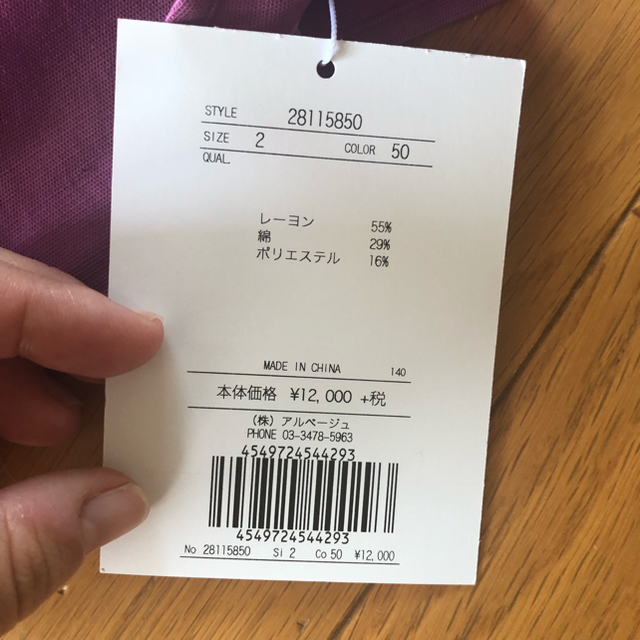 STYLE 28115850
SIZE 2 COLOR 50
QUAL.
レーヨン 55%
綿 29%
ポリエステル 16%
MADE IN CHINA 140
本体価格 ¥12,000 +税
(株) アルページュ
PHONE 03-3478-5963
4549724544293
4549724544293
No 28115850 Si 2 Co 50 ¥12,000